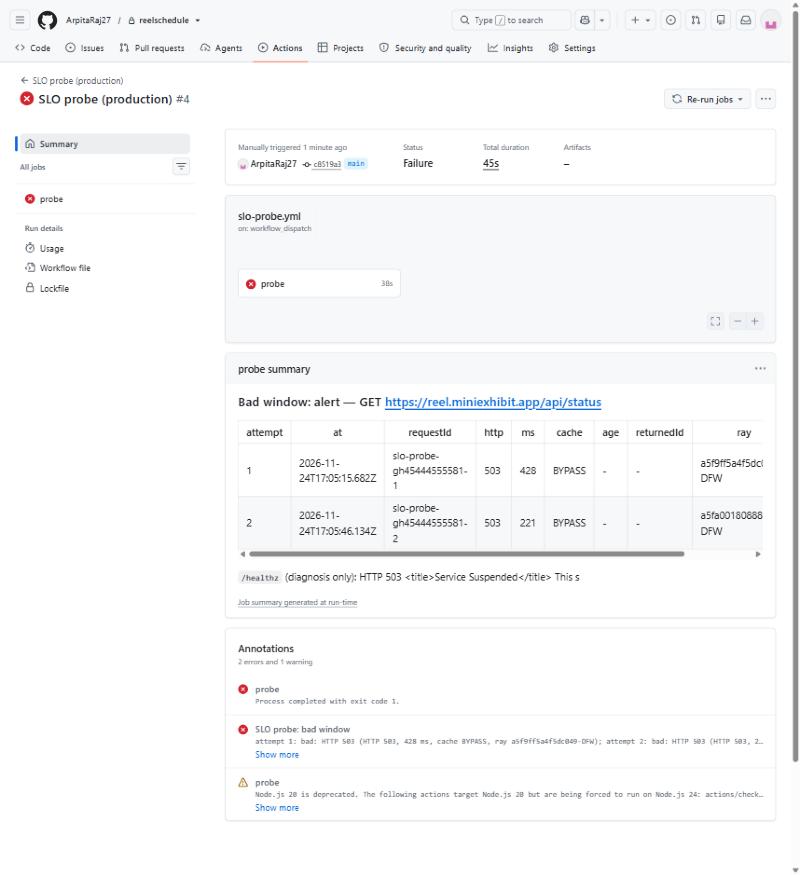 ArpitaRaj27 / reelschedule
Type / to search
Code Issues Pull requests Agents Actions Projects Security and quality Insights Settings
SLO probe (production)
SLO probe (production) #4
Re-run jobs
Summary
All jobs
probe
Run details
Usage
Workflow file
Lockfile
Manually triggered 1 minute ago
ArpitaRaj27 c8519a3 main
Status
Failure
Total duration
45s
Artifacts
–
slo-probe.yml
on: workflow_dispatch
probe 38s
probe summary
Bad window: alert — GET https://reel.miniexhibit.app/api/status
attempt at requestId http ms cache age returnedId ray
1 2026-11-24T17:05:15.682Z slo-probe-gh45444555581-1 503 428 BYPASS - - a5f9ff5a4f5dc DFW
2 2026-11-24T17:05:46.134Z slo-probe-gh45444555581-2 503 221 BYPASS - - a5fa00180888 DFW
/healthz (diagnosis only): HTTP 503 <title>Service Suspended</title> This s
Job summary generated at run-time
Annotations
2 errors and 1 warning
probe
Process completed with exit code 1.
SLO probe: bad window
attempt 1: bad: HTTP 503 (HTTP 503, 428 ms, cache BYPASS, ray a5f9ff5a4f5dc049-DFW); attempt 2: bad: HTTP 503 (HTTP 503, 2…
Show more
probe
Node.js 20 is deprecated. The following actions target Node.js 20 but are being forced to run on Node.js 24: actions/check…
Show more